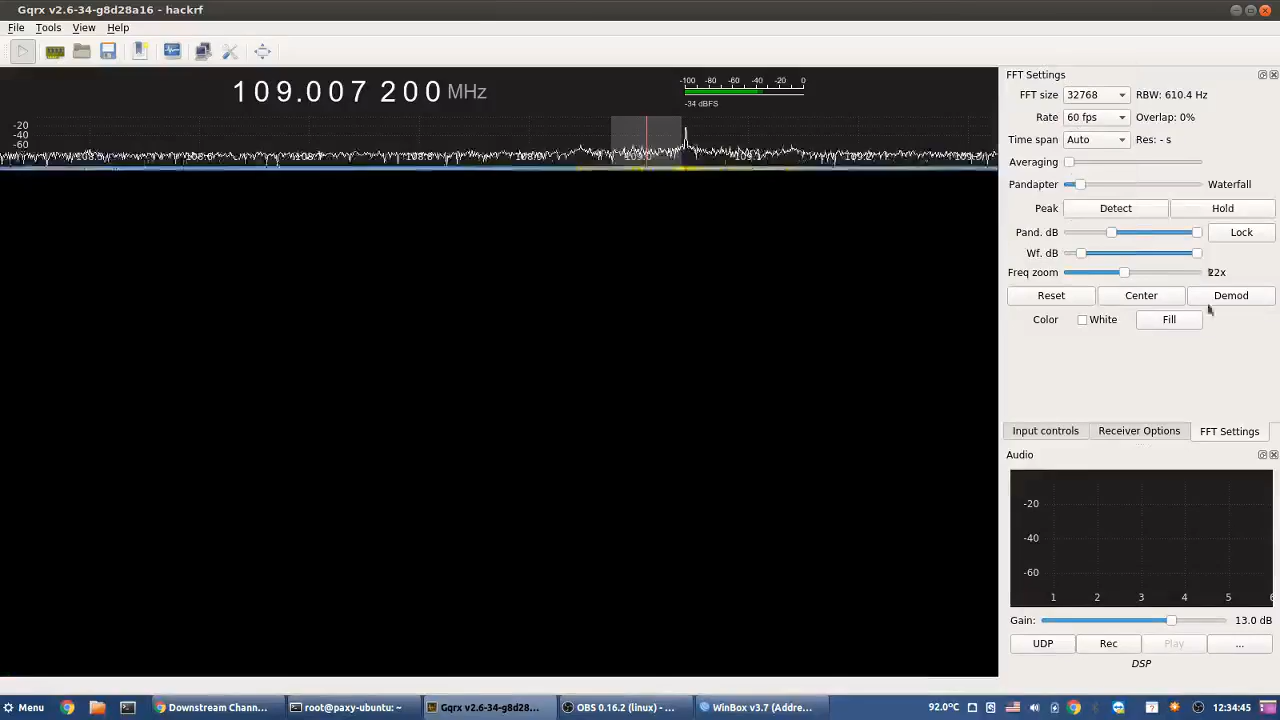 Gqrx v2.6-34-g8d28a16 - hackrf
File Tools View Help
109.007 200 MHz
-100 -80 -60 -40 -20 0
-34 dBFS
-20
-40
-60
FFT Settings
FFT size 32768 RBW: 610.4 Hz
Rate 60 fps Overlap: 0%
Time span Auto Res: - s
Averaging
Pandapter Waterfall
Peak Detect Hold
Pand. dB Lock
Wf. dB
Freq zoom 22x
Reset Center Demod
Color White Fill
Input controls Receiver Options FFT Settings
Audio
-20
-40
-60
1 2 3 4 5 6
Gain: 13.0 dB
UDP Rec Play ...
DSP
Menu Downstream Chann... root@paxy-ubuntu: ~ Gqrx v2.6-34-g8d28... OBS 0.16.2 (linux) - ... WinBox v3.7 (Addre... 92.0°C 12:34:45